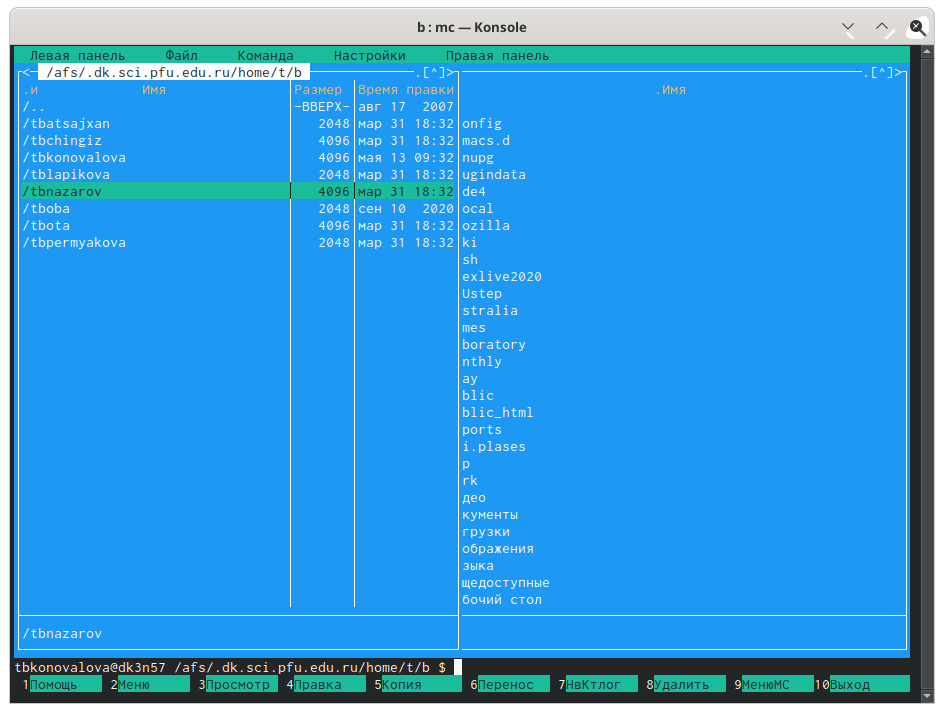 b : mc — Konsole
Левая панель Файл Команда Настройки Правая панель
<─ /afs/.dk.sci.pfu.edu.ru/home/t/b .[^]> .[^]>
.и Имя Размер Время правки .Имя
/.. -ВВЕРХ- авг 17 2007
/tbatsajxan 2048 мар 31 18:32 onfig
/tbchingiz 4096 мар 31 18:32 macs.d
/tbkonovalova 4096 мая 13 09:32 nupg
/tblapikova 2048 мар 31 18:32 ugindata
/tbnazarov 4096 мар 31 18:32 de4
/tboba 2048 сен 10 2020 ocal
/tbota 4096 мар 31 18:32 ozilla
/tbpermyakova 2048 мар 31 18:32 ki
sh
exlive2020
Ustep
stralia
mes
boratory
nthly
ay
blic
blic_html
ports
i.plases
p
rk
део
кументы
грузки
ображения
зыка
щедоступные
бочий стол
/tbnazarov
tbkonovalova@dk3n57 /afs/.dk.sci.pfu.edu.ru/home/t/b $
1Помощь 2Меню 3Просмотр 4Правка 5Копия 6Перенос 7НвКтлог 8Удалить 9МенюМС 10Выход